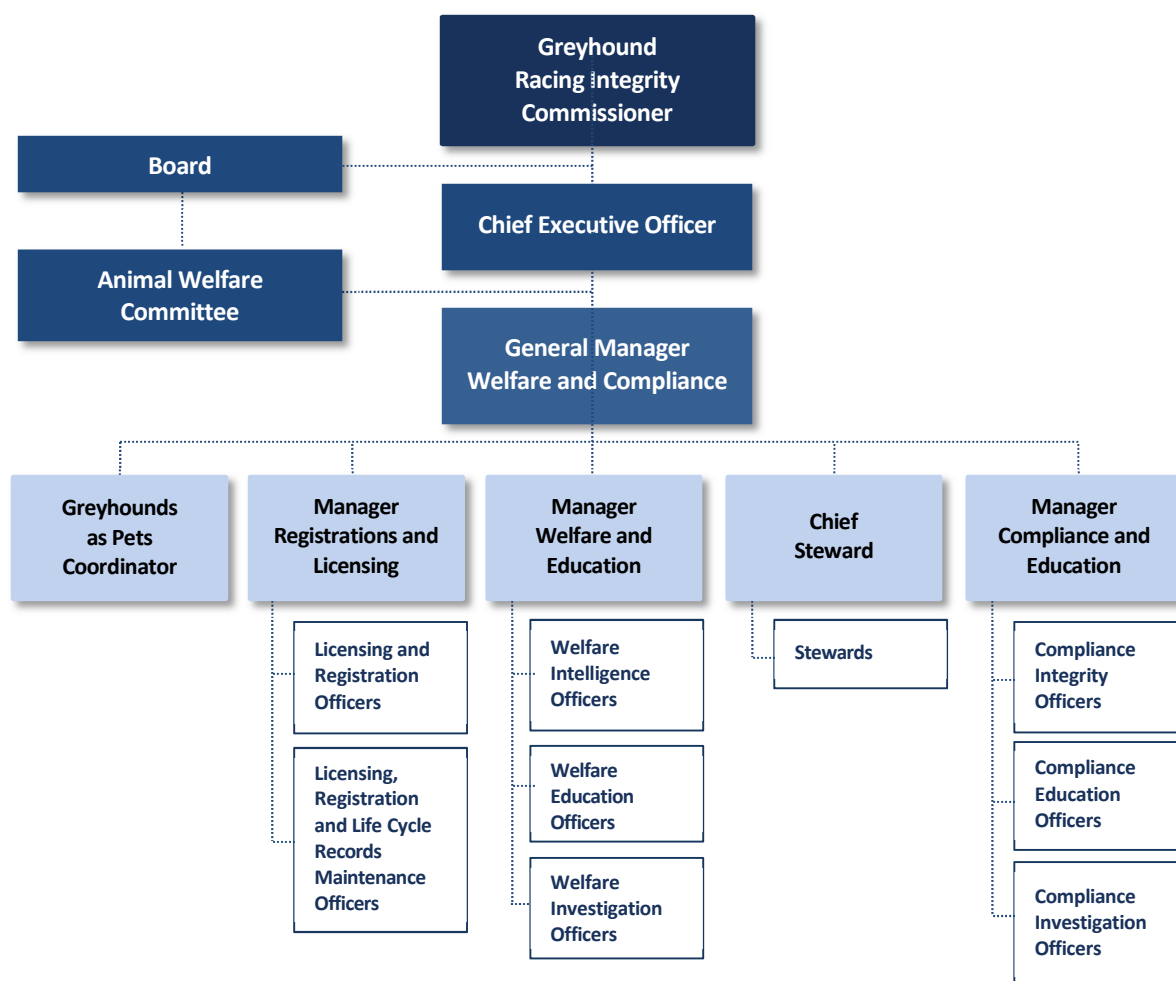 Greyhound
Racing Integrity
Commissioner
Board
Chief Executive Officer
Animal Welfare
Committee
General Manager
Welfare and Compliance
Greyhounds
as Pets
Coordinator
Manager
Registrations and
Licensing
Manager
Welfare and
Education
Chief
Steward
Manager
Compliance and
Education
Licensing and
Registration
Officers
Licensing,
Registration
and Life Cycle
Records
Maintenance
Officers
Welfare
Intelligence
Officers
Welfare
Education
Officers
Welfare
Investigation
Officers
Stewards
Compliance
Integrity
Officers
Compliance
Education
Officers
Compliance
Investigation
Officers